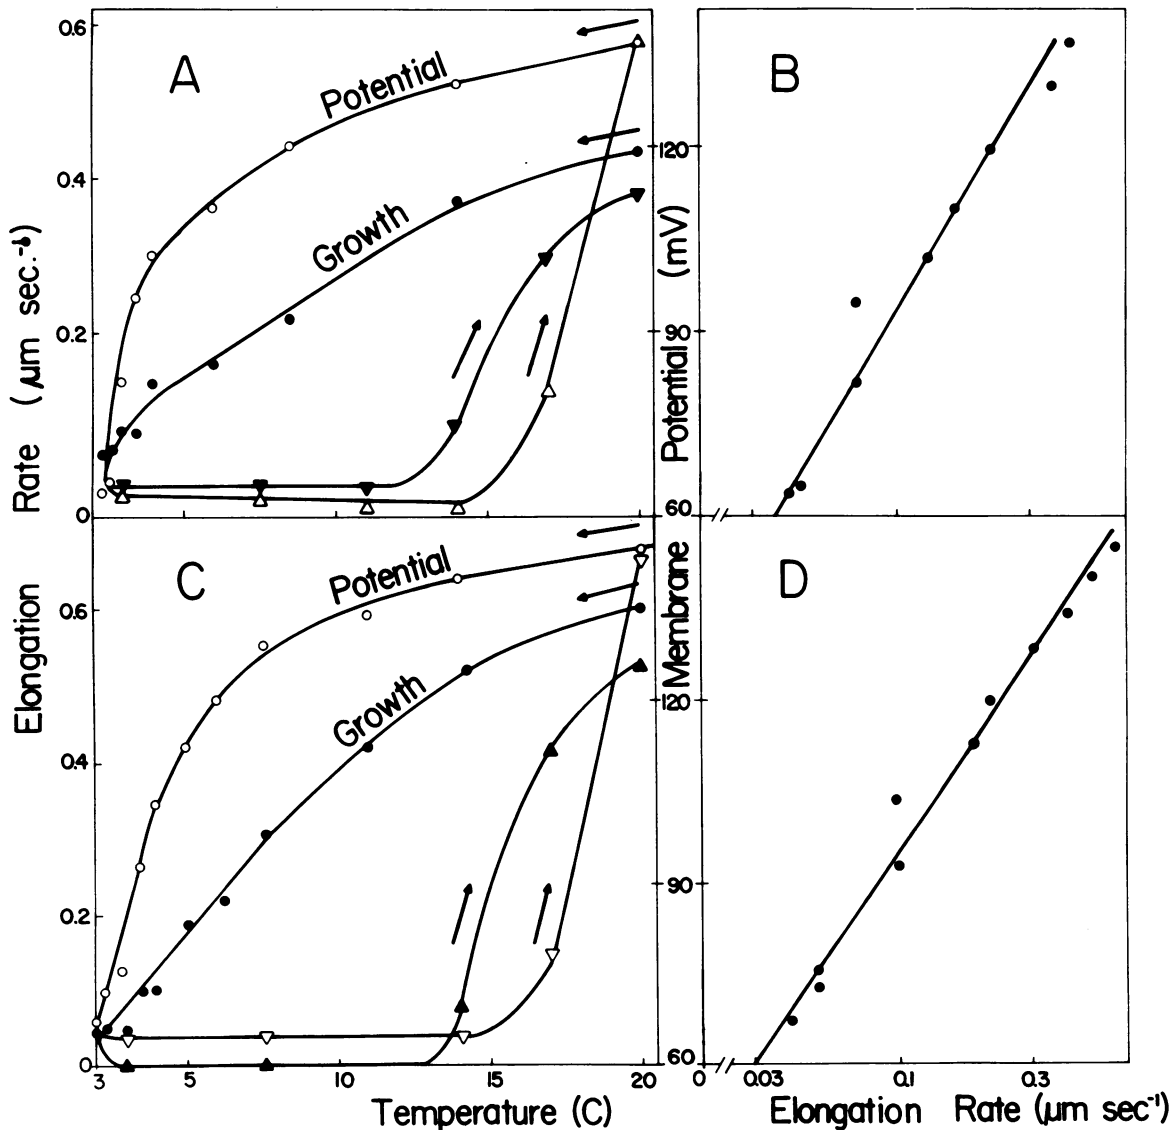 A
B
0.6
0.4
0.2
0
Potential
Growth
120
90
60
C
D
0.6
0.4
0.2
0
Potential
Growth
120
90
60
Elongation Rate (μm sec.⁻¹)
Membrane Potential (mV)
3 5 10 15 20
0 0.03 0.1 0.3
Temperature (C)
Elongation Rate (μm sec⁻¹)